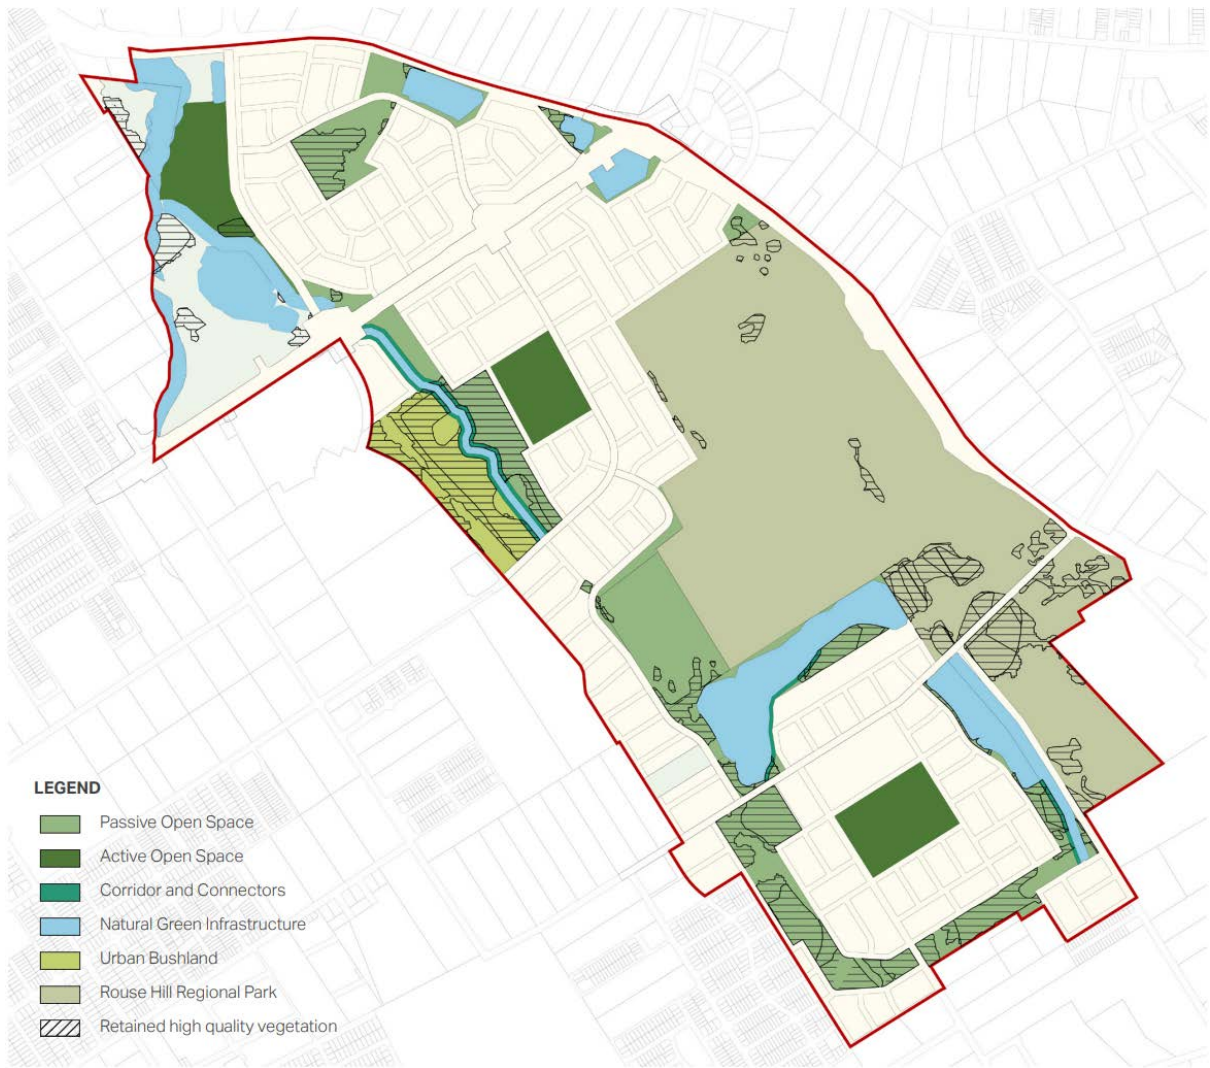 LEGEND
Passive Open Space
Active Open Space
Corridor and Connectors
Natural Green Infrastructure
Urban Bushland
Rouse Hill Regional Park
Retained high quality vegetation